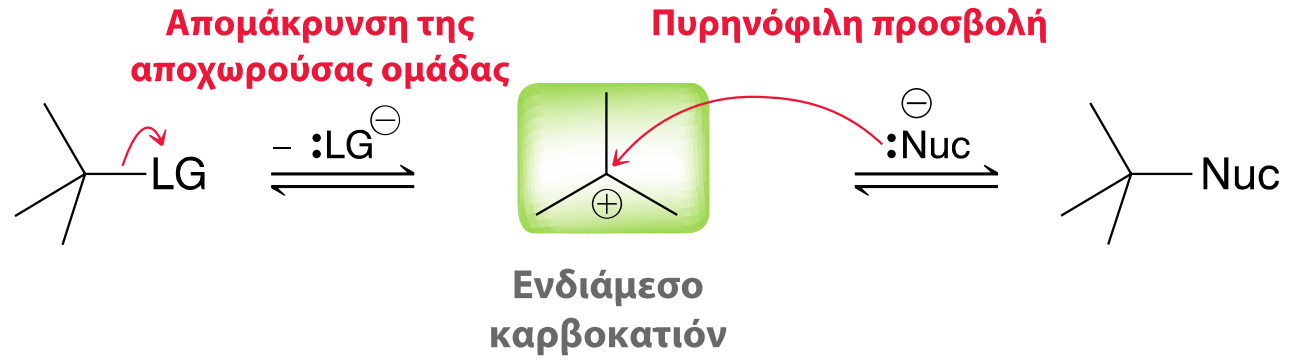 Απομάκρυνση της
αποχωρούσας ομάδας
Πυρηνόφιλη προσβολή
LG
– :LG ⊖
⊕
⊖
:Nuc
Nuc
Ενδιάμεσο
καρβοκατιόν